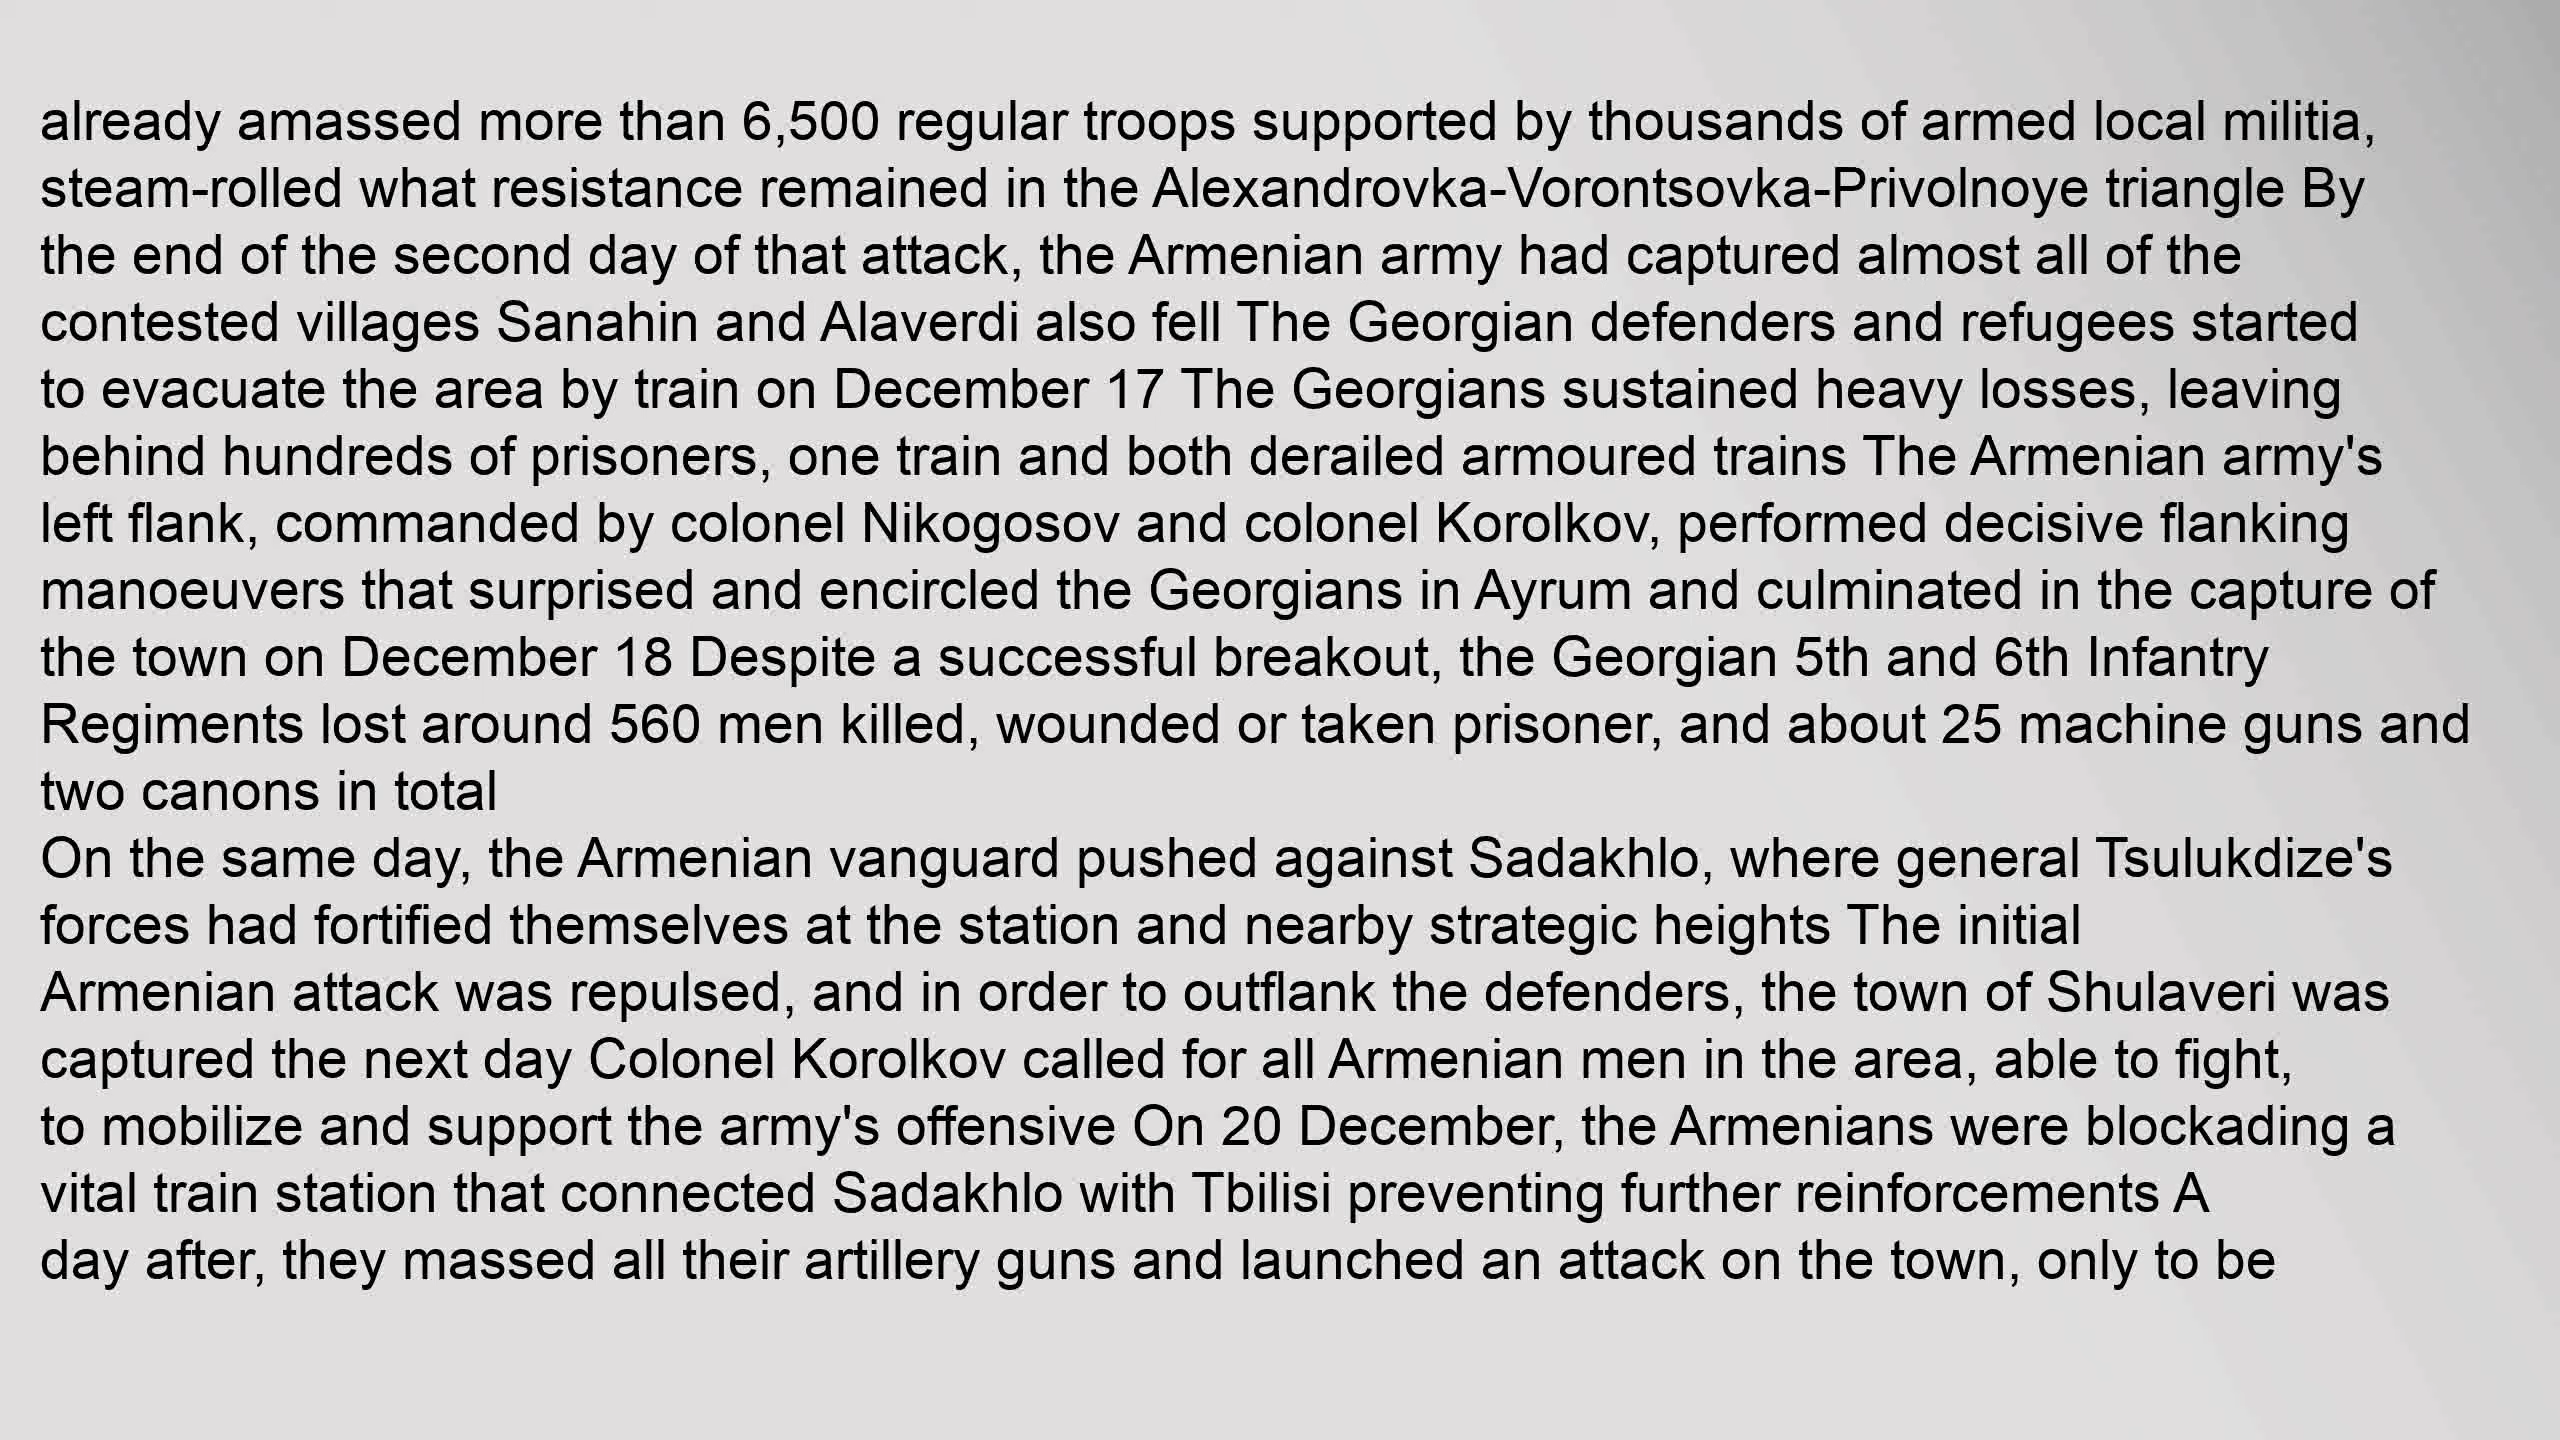 already amassed more than 6,500 regular troops supported by thousands of armed local militia,
steam-rolled what resistance remained in the Alexandrovka-Vorontsovka-Privolnoye triangle By
the end of the second day of that attack, the Armenian army had captured almost all of the
contested villages Sanahin and Alaverdi also fell The Georgian defenders and refugees started
to evacuate the area by train on December 17 The Georgians sustained heavy losses, leaving
behind hundreds of prisoners, one train and both derailed armoured trains The Armenian army's
left flank, commanded by colonel Nikogosov and colonel Korolkov, performed decisive flanking
manoeuvers that surprised and encircled the Georgians in Ayrum and culminated in the capture of
the town on December 18 Despite a successful breakout, the Georgian 5th and 6th Infantry
Regiments lost around 560 men killed, wounded or taken prisoner, and about 25 machine guns and
two canons in total
On the same day, the Armenian vanguard pushed against Sadakhlo, where general Tsulukdize's
forces had fortified themselves at the station and nearby strategic heights The initial
Armenian attack was repulsed, and in order to outflank the defenders, the town of Shulaveri was
captured the next day Colonel Korolkov called for all Armenian men in the area, able to fight,
to mobilize and support the army's offensive On 20 December, the Armenians were blockading a
vital train station that connected Sadakhlo with Tbilisi preventing further reinforcements A
day after, they massed all their artillery guns and launched an attack on the town, only to be